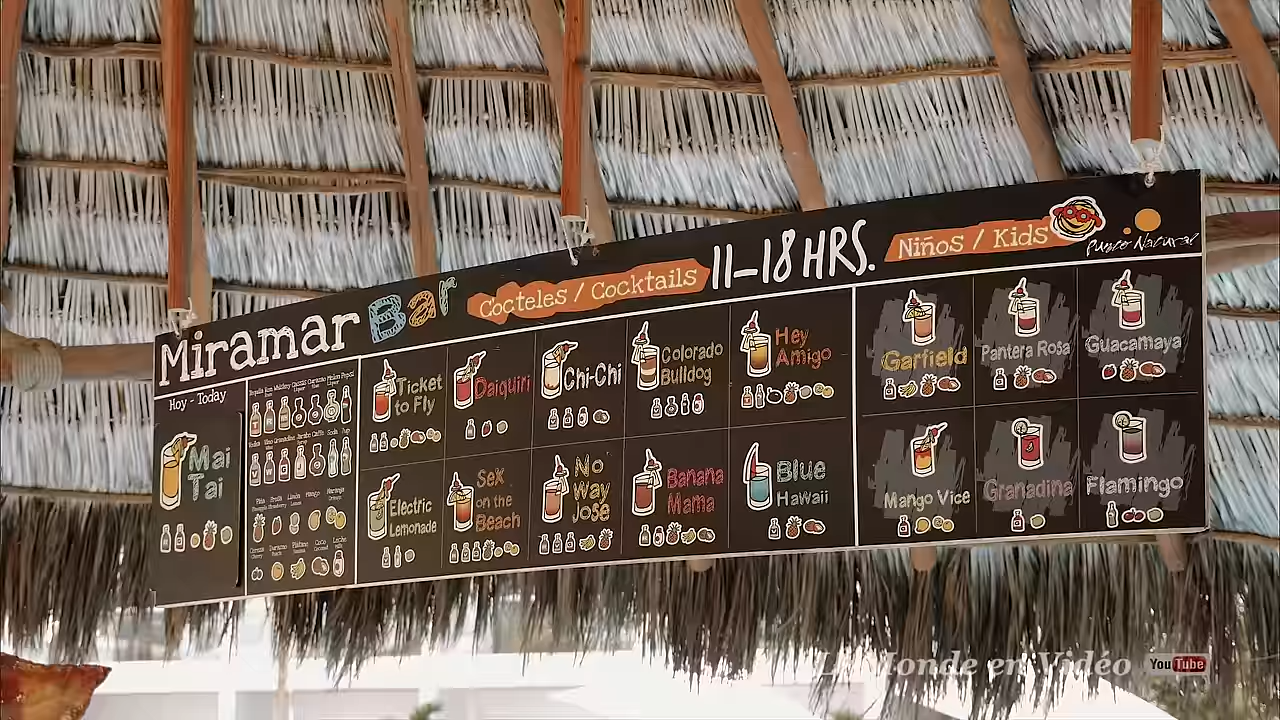 Miramar Bar
Cocteles / Cocktails
11-18 HRS.
Niños / Kids
Pueblo Natural
Hoy - Today
Mai
Tai
Ticket
to Fly
Daiquiri
Chi-Chi
Colorado
Bulldog
Hey
Amigo
Electric
Lemonade
Sex
on the
Beach
No
Way
Jose
Banana
Mama
Blue
Hawaii
Garfield
Pantera Rosa
Guacamaya
Mango Vice
Granadina
Flamingo
Le Monde en Vidéo
YouTube